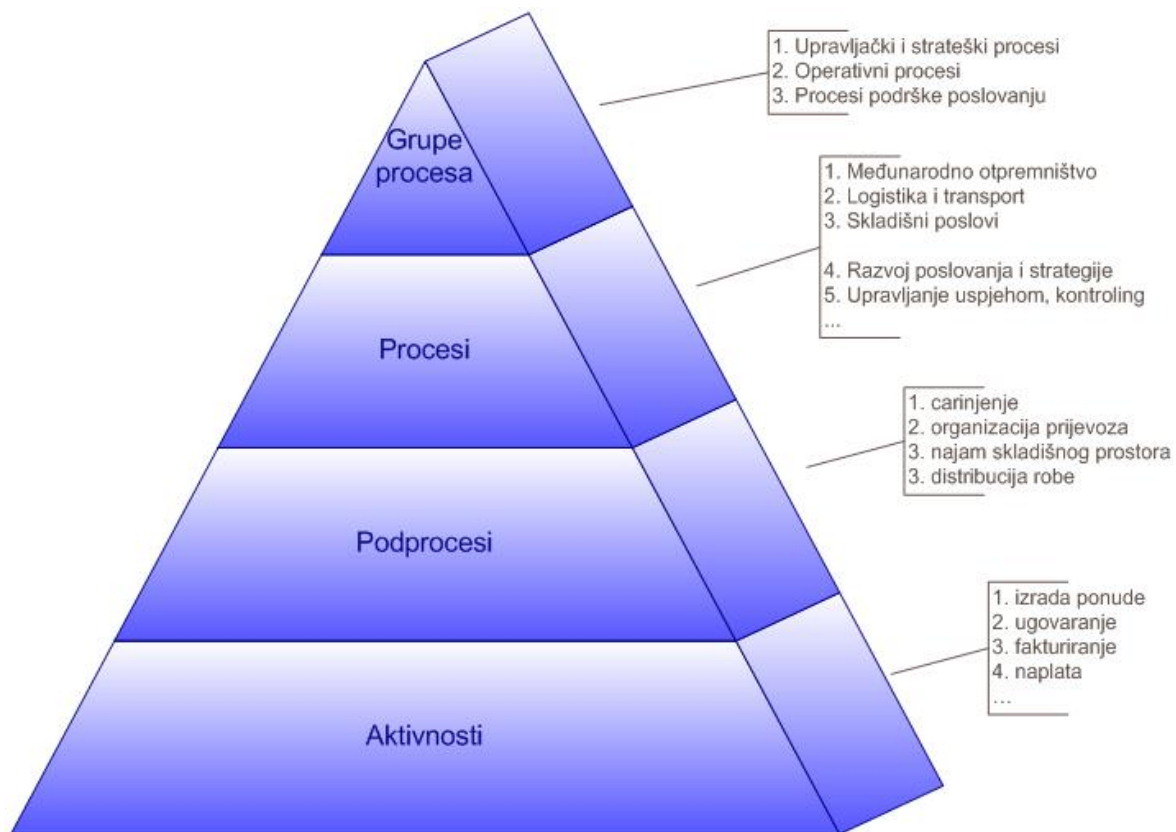 1. Upravljački i strateški procesi
2. Operativni procesi
3. Procesi podrške poslovanju
Grupe
procesa
1. Međunarodno otpremništvo
2. Logistika i transport
3. Skladišni poslovi
4. Razvoj poslovanja i strategije
5. Upravljanje uspjehom, kontroling
...
Procesi
1. carinjenje
2. organizacija prijevoza
3. najam skladišnog prostora
3. distribucija robe
Podprocesi
1. izrada ponude
2. ugovaranje
3. fakturiranje
4. naplata
...
Aktivnosti